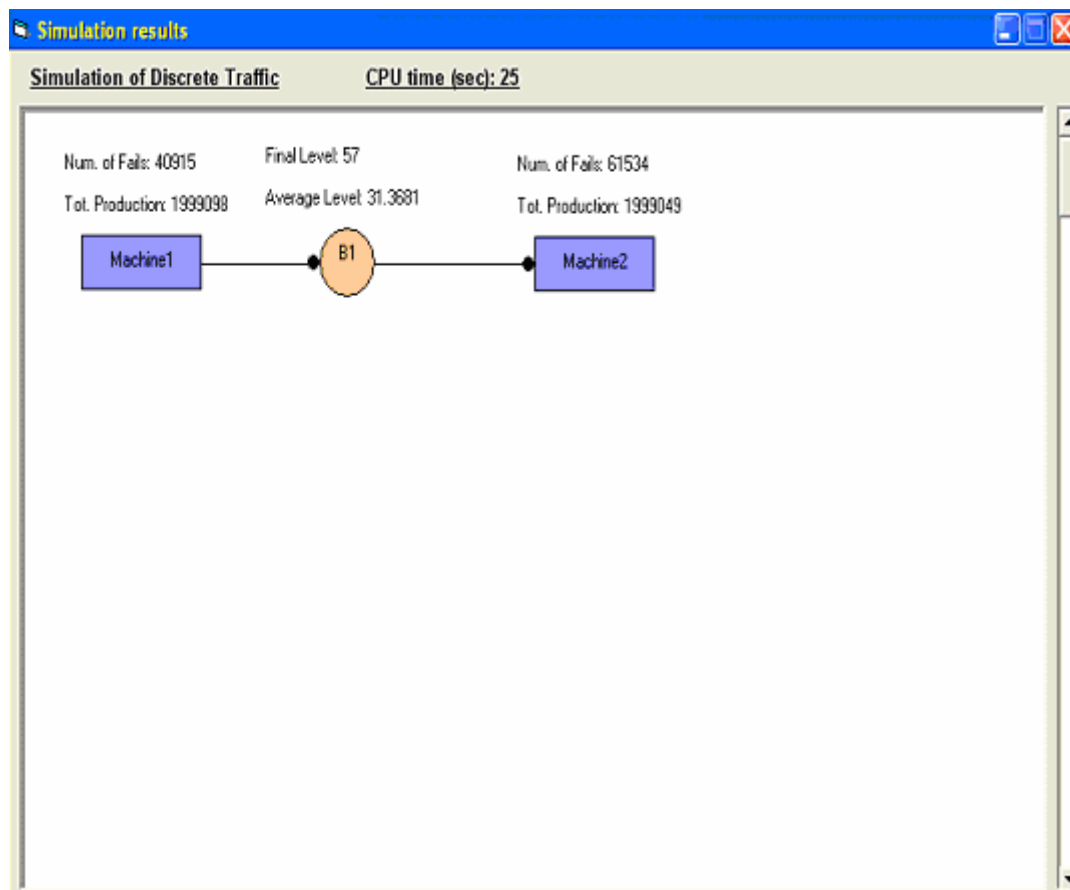 Simulation results
Simulation of Discrete Traffic CPU time (sec): 25
Num. of Fails: 40915
Tot. Production: 1999098
Final Level: 57
Average Level: 31.3681
Num. of Fails: 61534
Tot. Production: 1999049
Machine1
B1
Machine2